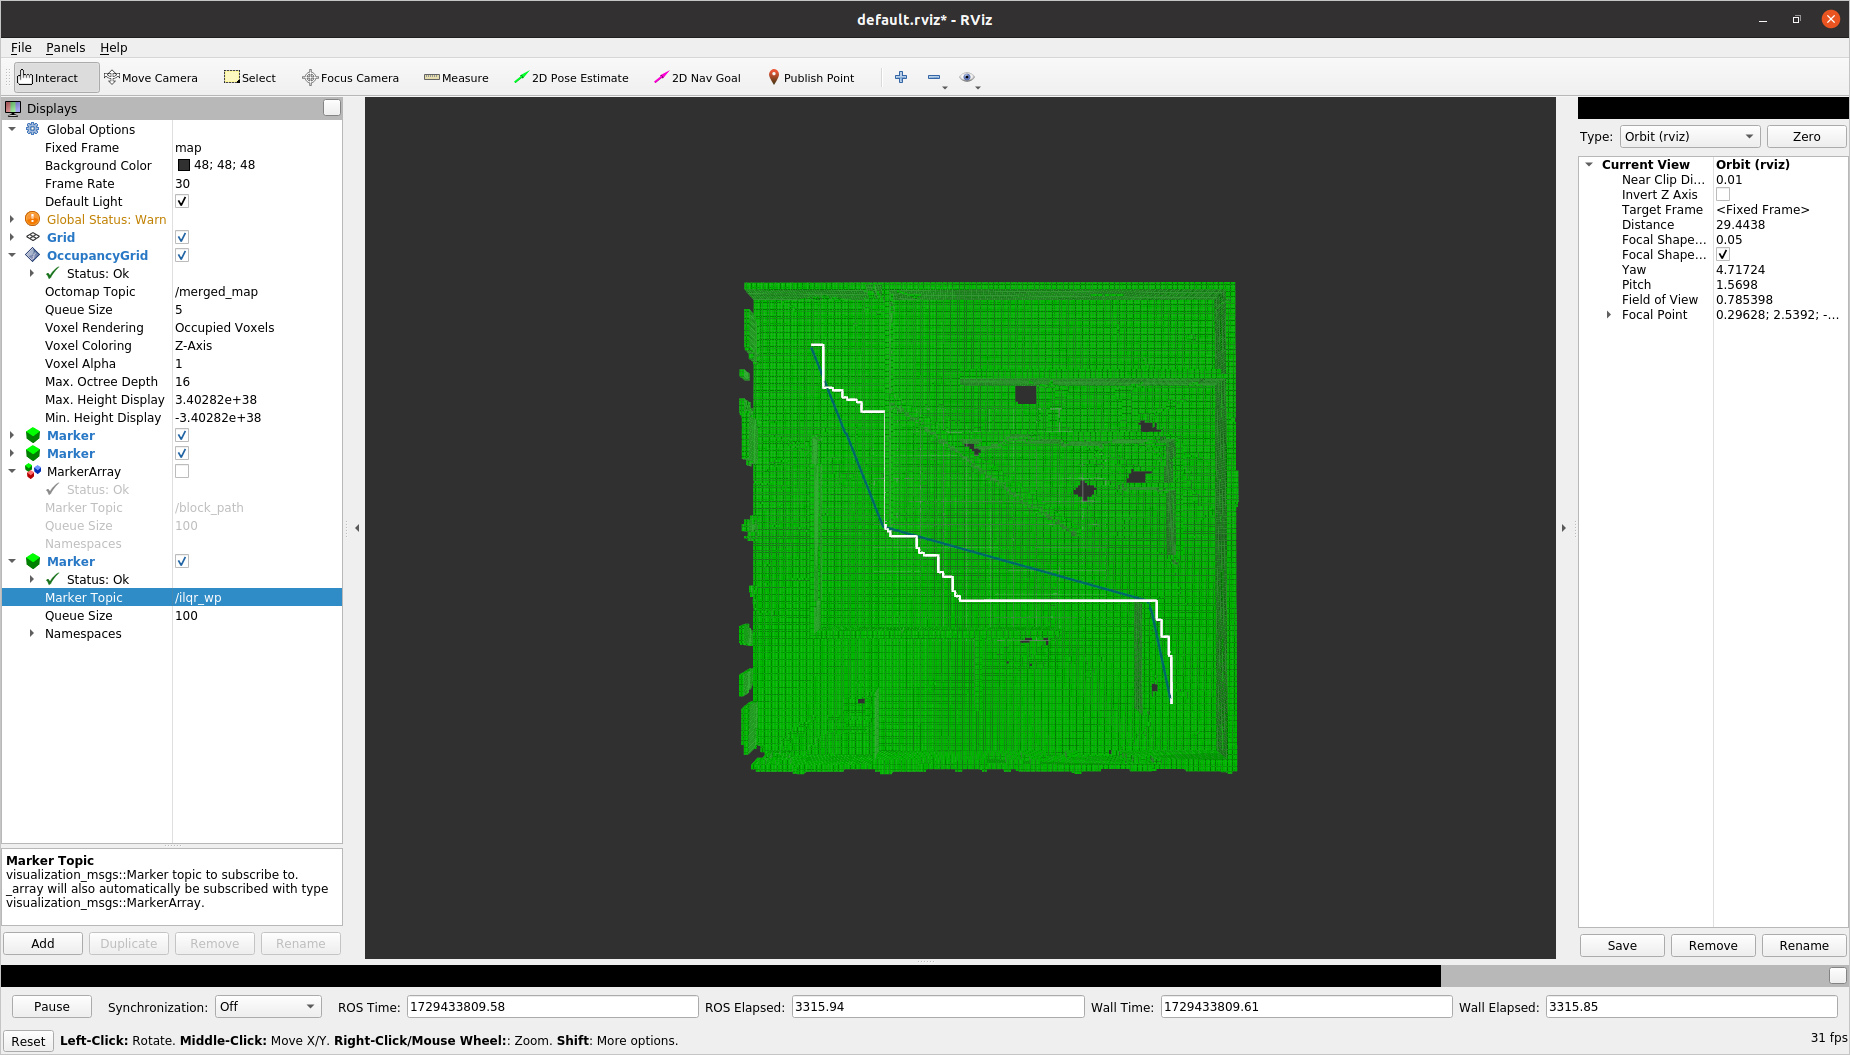 default.rviz* - RViz
File Panels Help
Interact Move Camera Select Focus Camera Measure 2D Pose Estimate 2D Nav Goal Publish Point
Displays
Global Options
Fixed Frame map
Background Color 48; 48; 48
Frame Rate 30
Default Light
Global Status: Warn
Grid
OccupancyGrid
Status: Ok
Octomap Topic /merged_map
Queue Size 5
Voxel Rendering Occupied Voxels
Voxel Coloring Z-Axis
Voxel Alpha 1
Max. Octree Depth 16
Max. Height Display 3.40282e+38
Min. Height Display -3.40282e+38
Marker
Marker
MarkerArray
Status: Ok
Marker Topic /block_path
Queue Size 100
Namespaces
Marker
Status: Ok
Marker Topic /ilqr_wp
Queue Size 100
Namespaces
Marker Topic
visualization_msgs::Marker topic to subscribe to.
_array will also automatically be subscribed with type
visualization_msgs::MarkerArray.
Add Duplicate Remove Rename
Type: Orbit (rviz) Zero
Current View Orbit (rviz)
Near Clip Di... 0.01
Invert Z Axis
Target Frame <Fixed Frame>
Distance 29.4438
Focal Shape... 0.05
Focal Shape...
Yaw 4.71724
Pitch 1.5698
Field of View 0.785398
Focal Point 0.29628; 2.5392; -...
Save Remove Rename
Pause Synchronization: Off ROS Time: 1729433809.58 ROS Elapsed: 3315.94 Wall Time: 1729433809.61 Wall Elapsed: 3315.85
Reset Left-Click: Rotate. Middle-Click: Move X/Y. Right-Click/Mouse Wheel:: Zoom. Shift: More options. 31 fps